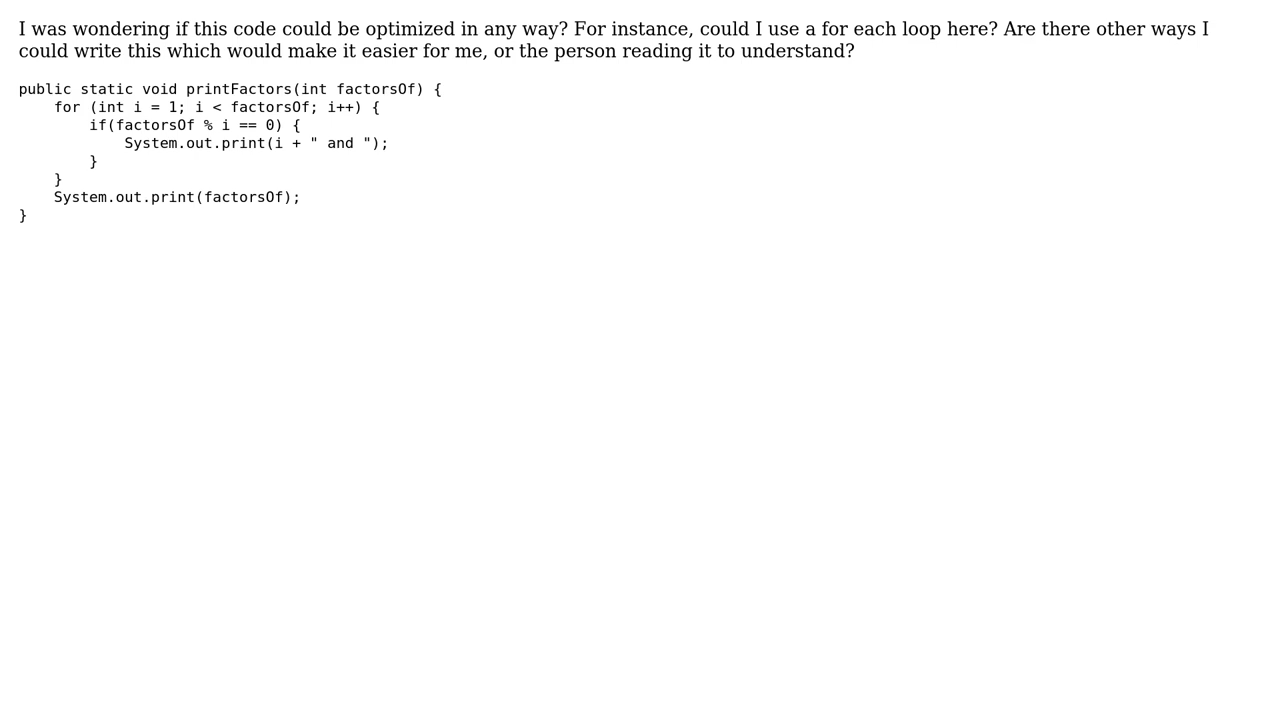 I was wondering if this code could be optimized in any way? For instance, could I use a for each loop here? Are there other ways I
could write this which would make it easier for me, or the person reading it to understand?
public static void printFactors(int factorsOf) {
    for (int i = 1; i < factorsOf; i++) {
        if(factorsOf % i == 0) {
            System.out.print(i + " and ");
        }
    }
    System.out.print(factorsOf);
}